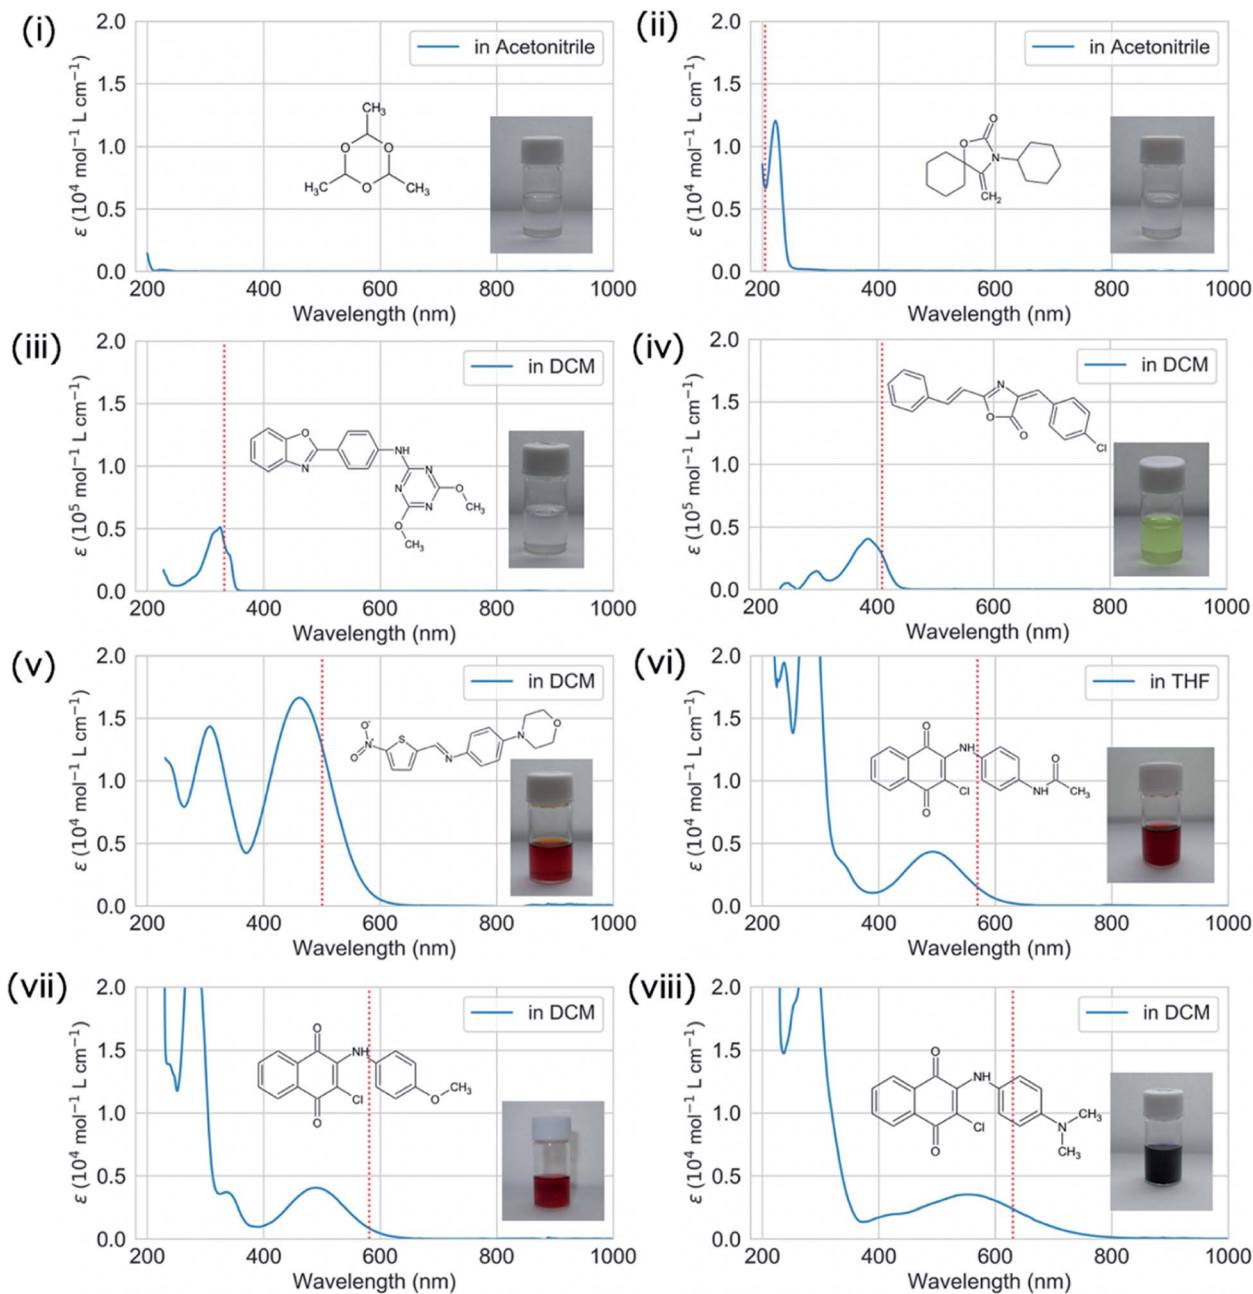 (i)
2.0
1.5
1.0
0.5
0.0
ε (10⁴ mol⁻¹ L cm⁻¹)
in Acetonitrile
CH₃
O O
H₃C O CH₃
200 400 600 800 1000
Wavelength (nm)
(ii)
2.0
1.5
1.0
0.5
0.0
ε (10⁴ mol⁻¹ L cm⁻¹)
in Acetonitrile
O
O
N
CH₂
200 400 600 800 1000
Wavelength (nm)
(iii)
2.0
1.5
1.0
0.5
0.0
ε (10⁵ mol⁻¹ L cm⁻¹)
in DCM
O
N
NH
N N
N
O
CH₃
O
CH₃
200 400 600 800 1000
Wavelength (nm)
(iv)
2.0
1.5
1.0
0.5
0.0
ε (10⁵ mol⁻¹ L cm⁻¹)
in DCM
N
O
O
Cl
200 400 600 800 1000
Wavelength (nm)
(v)
2.0
1.5
1.0
0.5
0.0
ε (10⁴ mol⁻¹ L cm⁻¹)
in DCM
O⁻
N⁺
O
S
N
N
O
200 400 600 800 1000
Wavelength (nm)
(vi)
2.0
1.5
1.0
0.5
0.0
ε (10⁴ mol⁻¹ L cm⁻¹)
in THF
O
NH
Cl
O
O
NH
CH₃
200 400 600 800 1000
Wavelength (nm)
(vii)
2.0
1.5
1.0
0.5
0.0
ε (10⁴ mol⁻¹ L cm⁻¹)
in DCM
O
NH
Cl
O
O
CH₃
200 400 600 800 1000
Wavelength (nm)
(viii)
2.0
1.5
1.0
0.5
0.0
ε (10⁴ mol⁻¹ L cm⁻¹)
in DCM
O
NH
Cl
O
N
CH₃
CH₃
200 400 600 800 1000
Wavelength (nm)